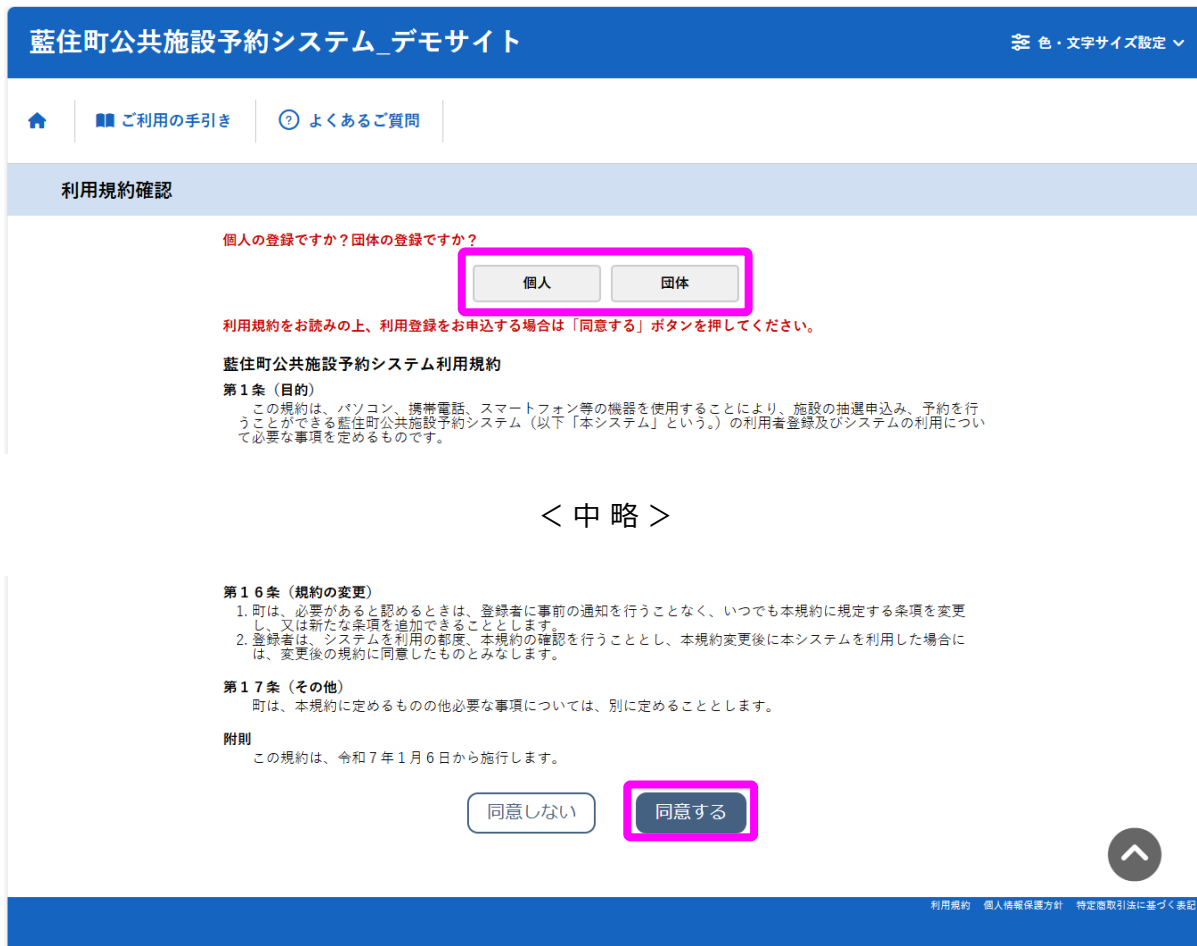 藍住町公共施設予約システム_デモサイト
色・文字サイズ設定
ご利用の手引き
よくあるご質問
利用規約確認
個人の登録ですか？団体の登録ですか？
個人
団体
利用規約をお読みの上、利用登録をお申込する場合は「同意する」ボタンを押してください。
藍住町公共施設予約システム利用規約
第１条（目的）
この規約は、パソコン、携帯電話、スマートフォン等の機器を使用することにより、施設の抽選申込み、予約を行
うことができる藍住町公共施設予約システム（以下「本システム」という。）の利用者登録及びシステムの利用につい
て必要な事項を定めるものです。
＜中略＞
第１６条（規約の変更）
1. 町は、必要があると認めるときは、登録者に事前の通知を行うことなく、いつでも本規約に規定する条項を変更
し、又は新たな条項を追加できることとします。
2. 登録者は、システムを利用の都度、本規約の確認を行うこととし、本規約変更後に本システムを利用した場合に
は、変更後の規約に同意したものとみなします。
第１７条（その他）
町は、本規約に定めるものの他必要な事項については、別に定めることとします。
附則
この規約は、令和７年１月６日から施行します。
同意しない
同意する
利用規約 個人情報保護方針 特定商取引法に基づく表記